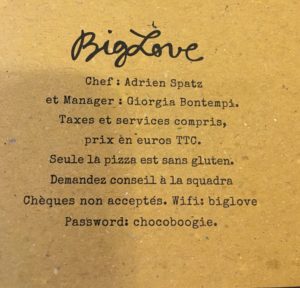 BigLove
Chef : Adrien Spatz
et Manager : Giorgia Bontempi.
Taxes et services compris,
prix en euros TTC.
Seule la pizza est sans gluten.
Demandez conseil à la squadra
Chèques non acceptés. Wifi: biglove
Password: chocoboogie.